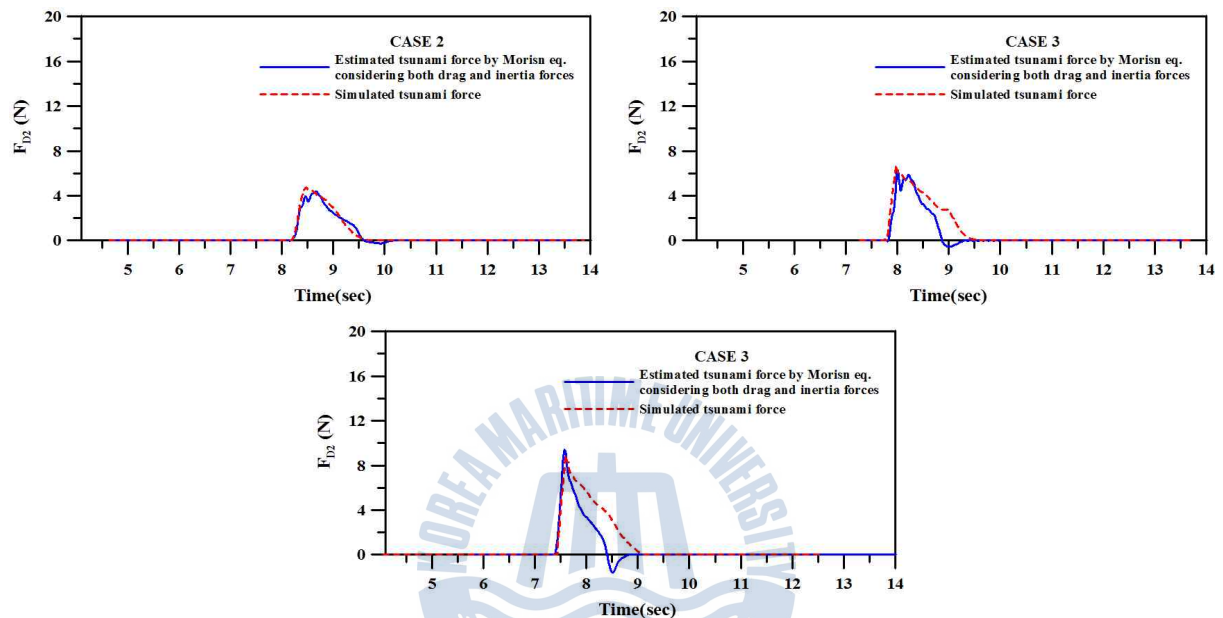 20
16
12
8
4
0
F_D2 (N)
CASE 2
Estimated tsunami force by Morisn eq.
considering both drag and inertia forces
Simulated tsunami force
5 6 7 8 9 10 11 12 13 14
Time(sec)
20
16
12
8
4
0
F_D2 (N)
CASE 3
Estimated tsunami force by Morisn eq.
considering both drag and inertia forces
Simulated tsunami force
5 6 7 8 9 10 11 12 13 14
Time(sec)
20
16
12
8
4
0
F_D2 (N)
CASE 3
Estimated tsunami force by Morisn eq.
considering both drag and inertia forces
Simulated tsunami force
5 6 7 8 9 10 11 12 13 14
Time(sec)
KOREA MARITIME UNIVERSITY